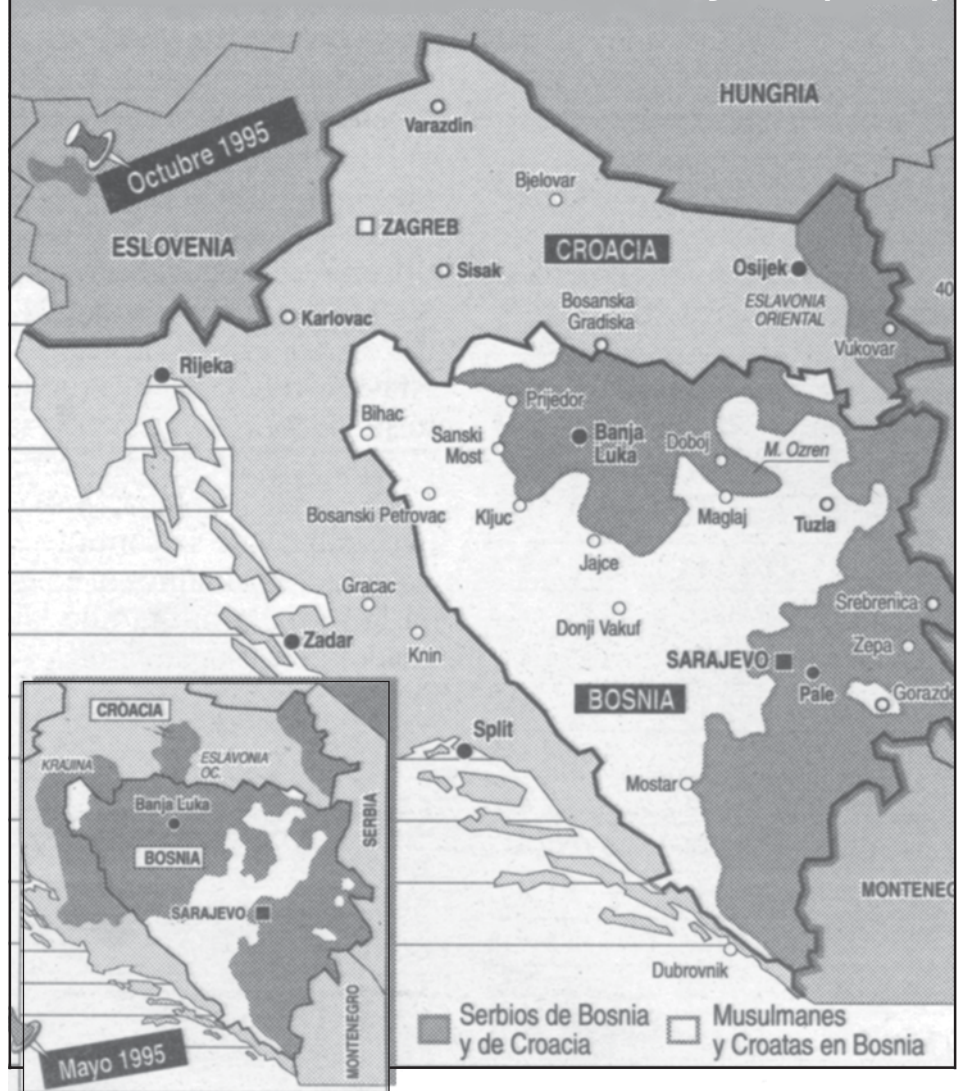 HUNGRIA
Varazdin
Octubre 1995
Bjelovar
ZAGREB
ESLOVENIA
CROACIA
Sisak
Osijek
40
ESLAVONIA
ORIENTAL
Bosanska
Gradiska
Karlovac
Vukovar
Rijeka
Prijedor
Bihac
Sanski
Most
Banja
Luka
Doboj
M. Ozren
Bosanski Petrovac
Kljuc
Maglaj
Tuzla
Jajce
Gracac
Srebrenica
Donji Vakuf
Zadar
Knin
Zepa
SARAJEVO
Pale
BOSNIA
Gorazde
Split
Mostar
MONTENEG
Dubrovnik
CROACIA
KRAJINA
ESLAVONIA
OC.
Banja Luka
SERBIA
BOSNIA
SARAJEVO
MONTENEGRO
Mayo 1995
Serbios de Bosnia
y de Croacia
Musulmanes
y Croatas en Bosnia